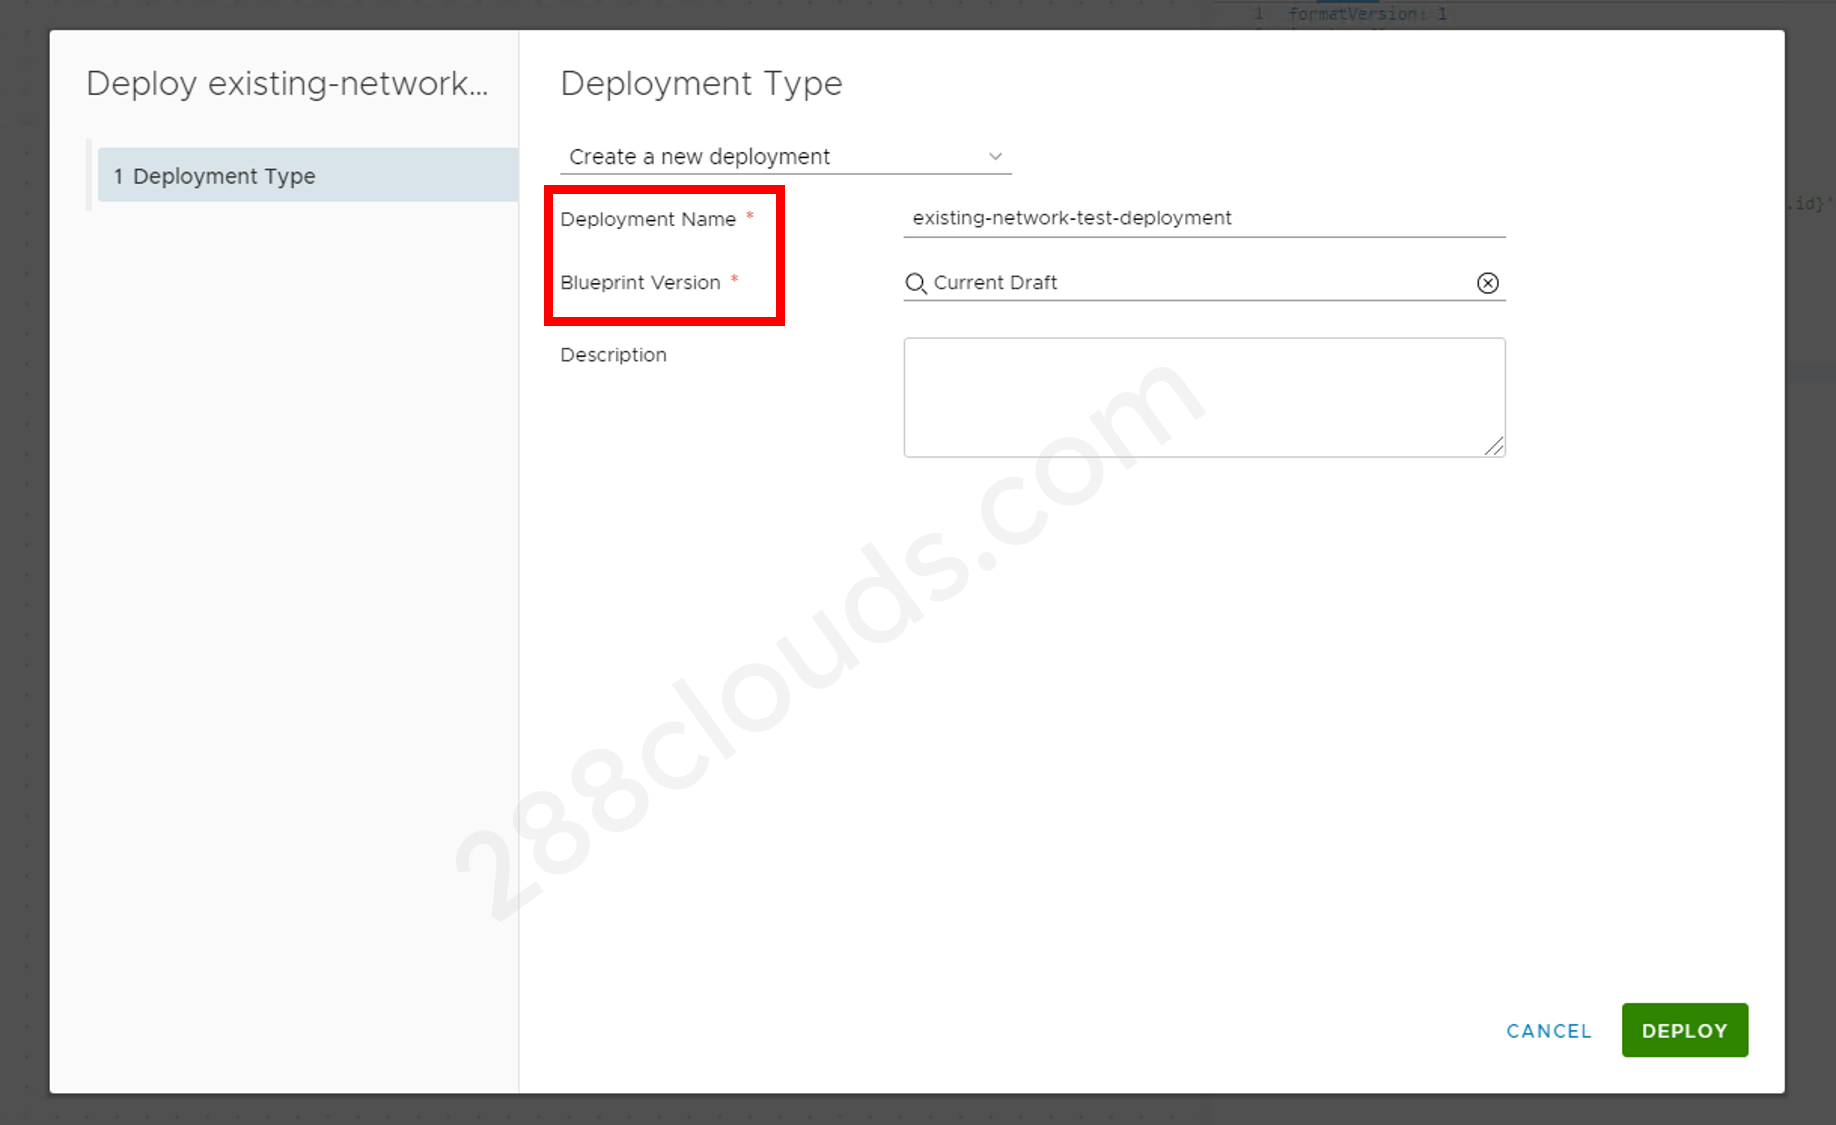 1 formatVersion: 1
Deploy existing-network...
Deployment Type
1 Deployment Type
Create a new deployment
Deployment Name *
existing-network-test-deployment
Blueprint Version *
Current Draft
.id}'
Description
288clouds.com
CANCEL
DEPLOY